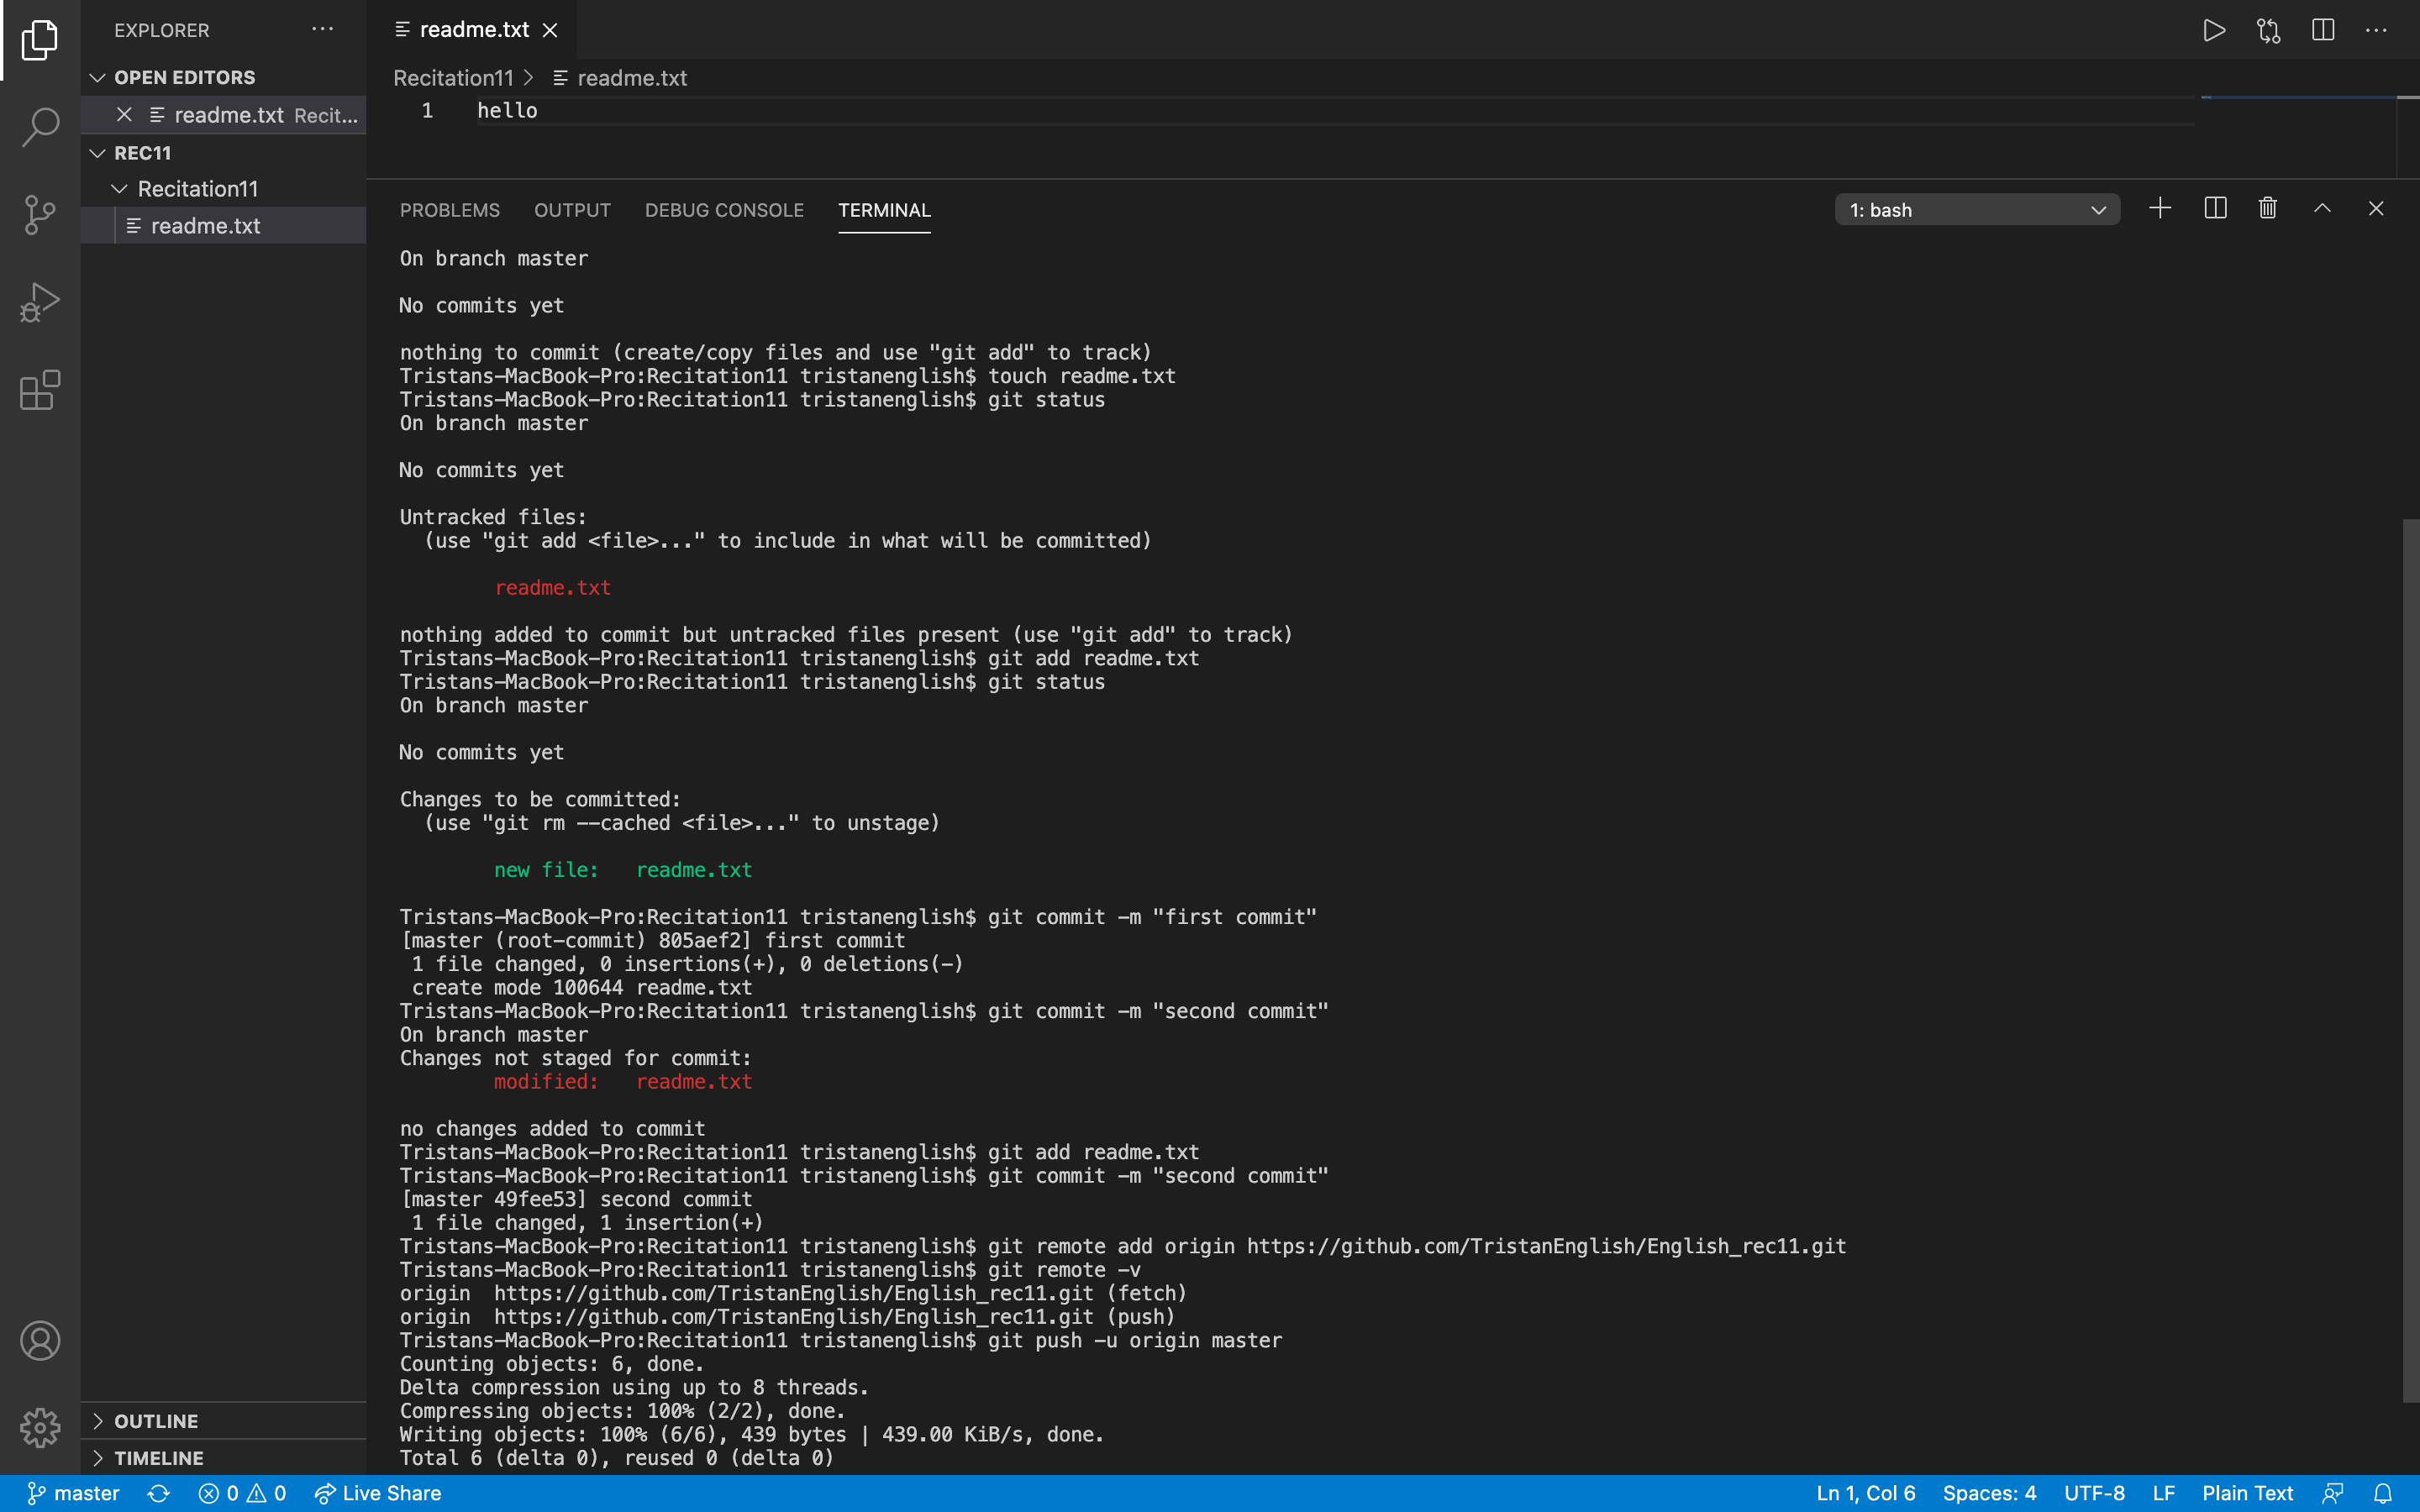 EXPLORER
OPEN EDITORS
readme.txt Recit...
REC11
Recitation11
readme.txt
OUTLINE
TIMELINE
readme.txt
Recitation11 > readme.txt
1 hello
PROBLEMS OUTPUT DEBUG CONSOLE TERMINAL
1: bash
On branch master
No commits yet
nothing to commit (create/copy files and use "git add" to track)
Tristans-MacBook-Pro:Recitation11 tristanenglish$ touch readme.txt
Tristans-MacBook-Pro:Recitation11 tristanenglish$ git status
On branch master
No commits yet
Untracked files:
(use "git add <file>..." to include in what will be committed)
readme.txt
nothing added to commit but untracked files present (use "git add" to track)
Tristans-MacBook-Pro:Recitation11 tristanenglish$ git add readme.txt
Tristans-MacBook-Pro:Recitation11 tristanenglish$ git status
On branch master
No commits yet
Changes to be committed:
(use "git rm --cached <file>..." to unstage)
new file: readme.txt
Tristans-MacBook-Pro:Recitation11 tristanenglish$ git commit -m "first commit"
[master (root-commit) 805aef2] first commit
1 file changed, 0 insertions(+), 0 deletions(-)
create mode 100644 readme.txt
Tristans-MacBook-Pro:Recitation11 tristanenglish$ git commit -m "second commit"
On branch master
Changes not staged for commit:
modified: readme.txt
no changes added to commit
Tristans-MacBook-Pro:Recitation11 tristanenglish$ git add readme.txt
Tristans-MacBook-Pro:Recitation11 tristanenglish$ git commit -m "second commit"
[master 49fee53] second commit
1 file changed, 1 insertion(+)
Tristans-MacBook-Pro:Recitation11 tristanenglish$ git remote add origin https://github.com/TristanEnglish/English_rec11.git
Tristans-MacBook-Pro:Recitation11 tristanenglish$ git remote -v
origin https://github.com/TristanEnglish/English_rec11.git (fetch)
origin https://github.com/TristanEnglish/English_rec11.git (push)
Tristans-MacBook-Pro:Recitation11 tristanenglish$ git push -u origin master
Counting objects: 6, done.
Delta compression using up to 8 threads.
Compressing objects: 100% (2/2), done.
Writing objects: 100% (6/6), 439 bytes | 439.00 KiB/s, done.
Total 6 (delta 0), reused 0 (delta 0)
master 0 0 Live Share Ln 1, Col 6 Spaces: 4 UTF-8 LF Plain Text